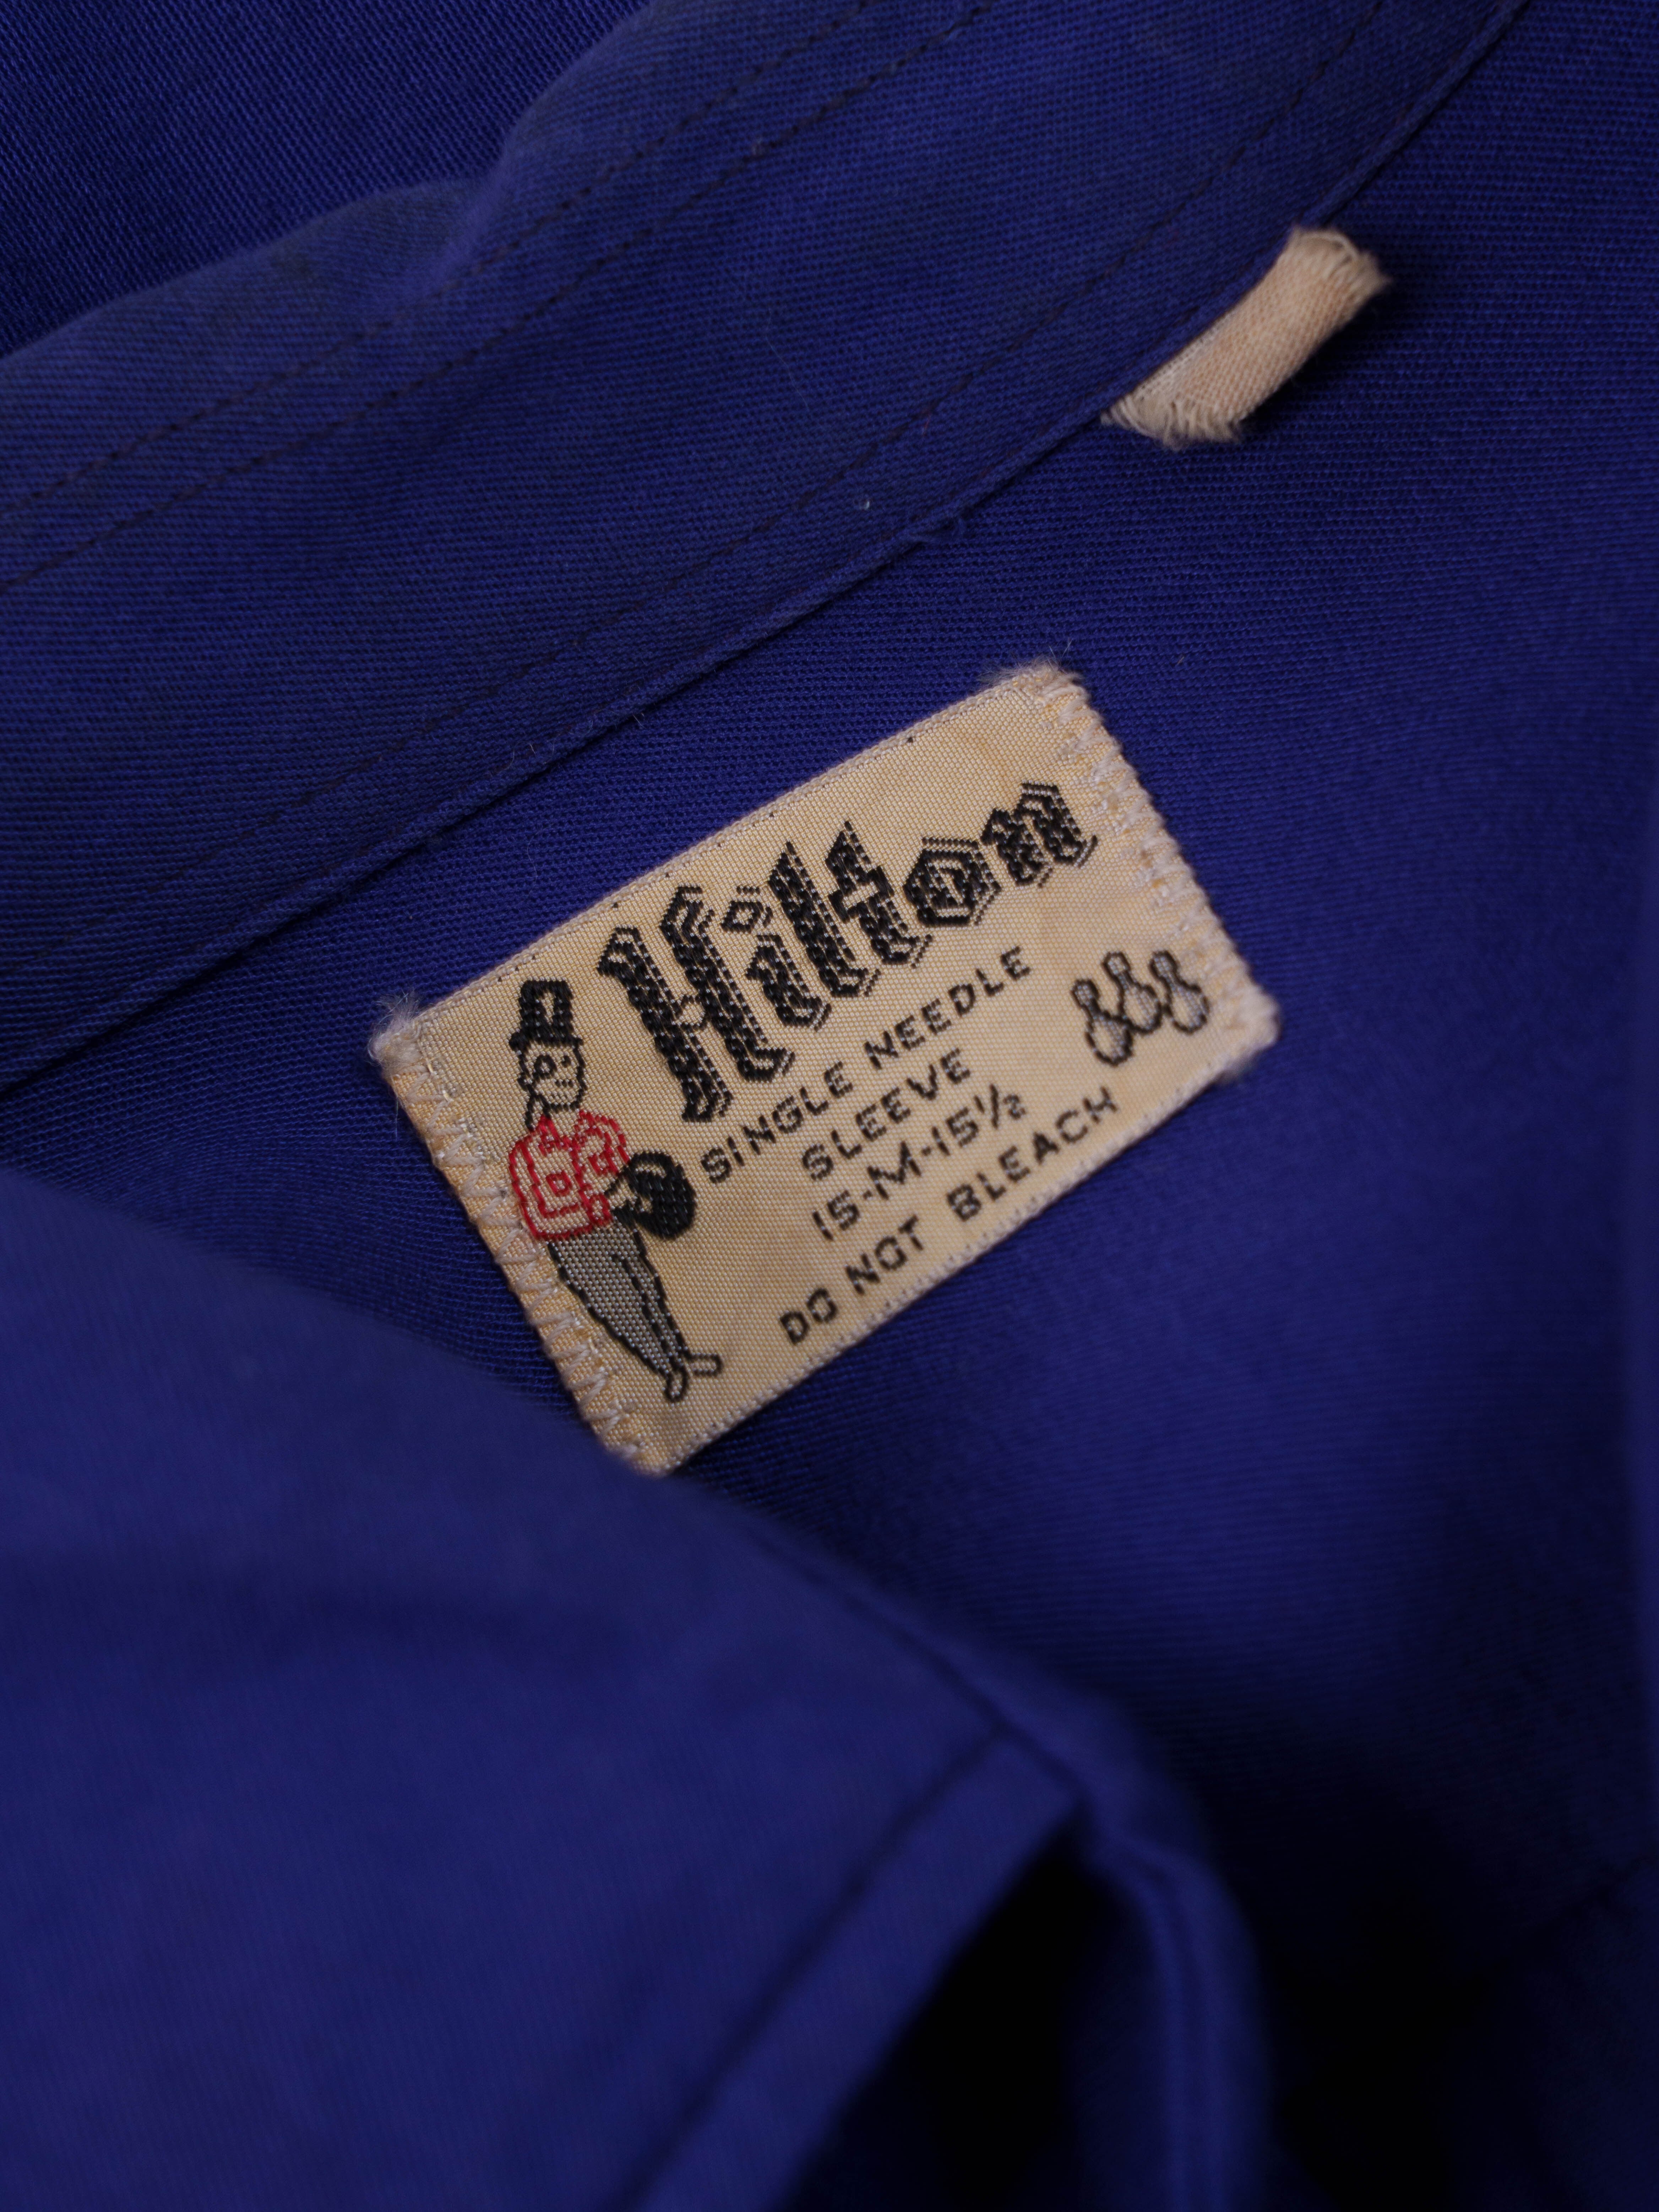 Hilton
SINGLE NEEDLE
SLEEVE
15-M-15½
DO NOT BLEACH